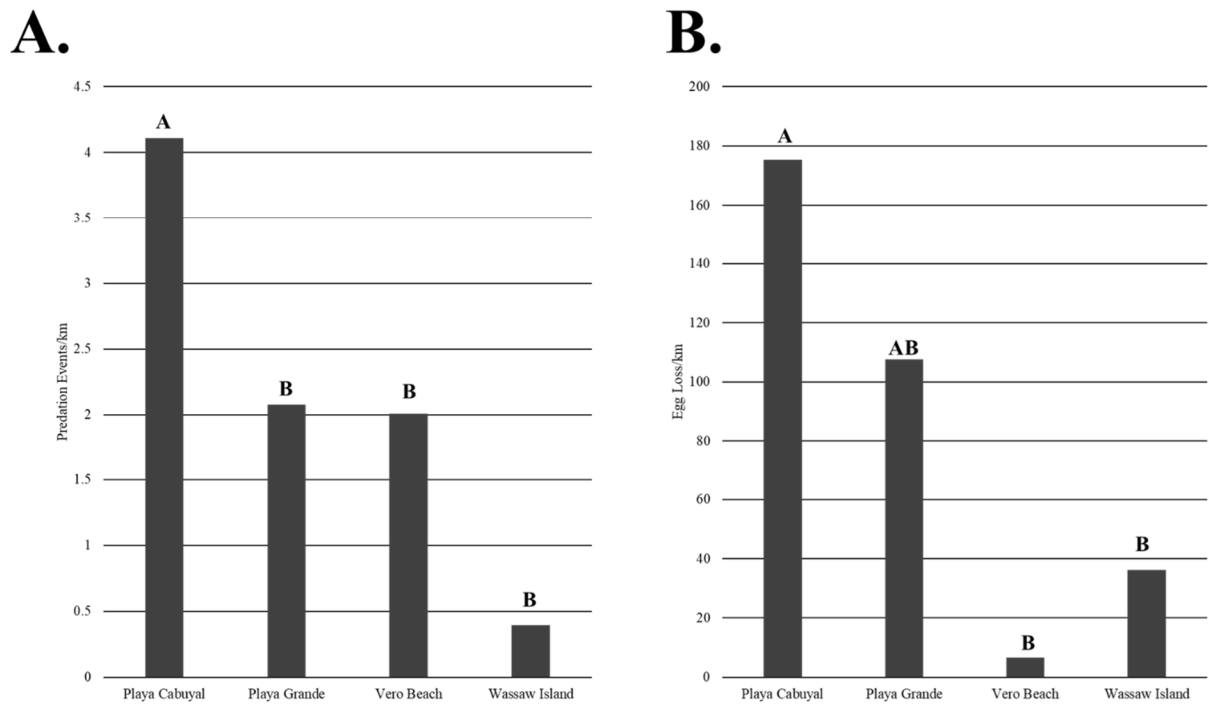 A.
4.5
4
3.5
3
2.5
2
1.5
1
0.5
0
Predation Events/km
A
B
B
B
Playa Cabuyal
Playa Grande
Vero Beach
Wassaw Island
B.
200
180
160
140
120
100
80
60
40
20
0
Egg Loss/km
A
AB
B
B
Playa Cabuyal
Playa Grande
Vero Beach
Wassaw Island